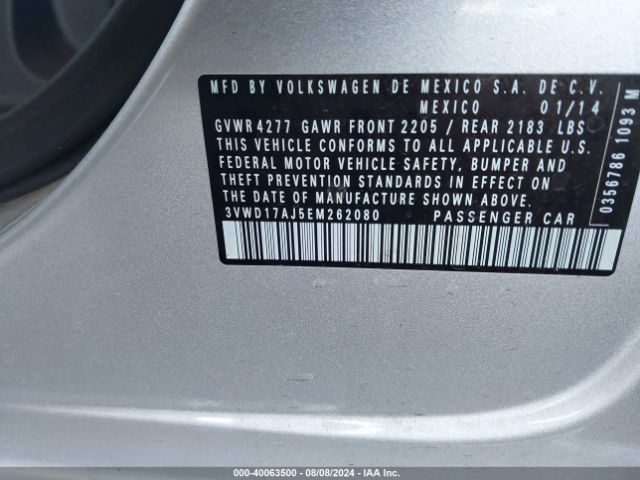 MFD BY VOLKSWAGEN DE MEXICO S.A. DE C.V.
MEXICO 01/14
GVWR 4277 GAWR FRONT 2205 / REAR 2183 LBS
THIS VEHICLE CONFORMS TO ALL APPLICABLE U.S.
FEDERAL MOTOR VEHICLE SAFETY, BUMPER AND
THEFT PREVENTION STANDARDS IN EFFECT ON THE
DATE OF MANUFACTURE SHOWN ABOVE.
3VWD17AJ5EM262080 PASSENGER CAR
0356786 1093 M
000-40063500 - 08/08/2024 - IAA Inc.